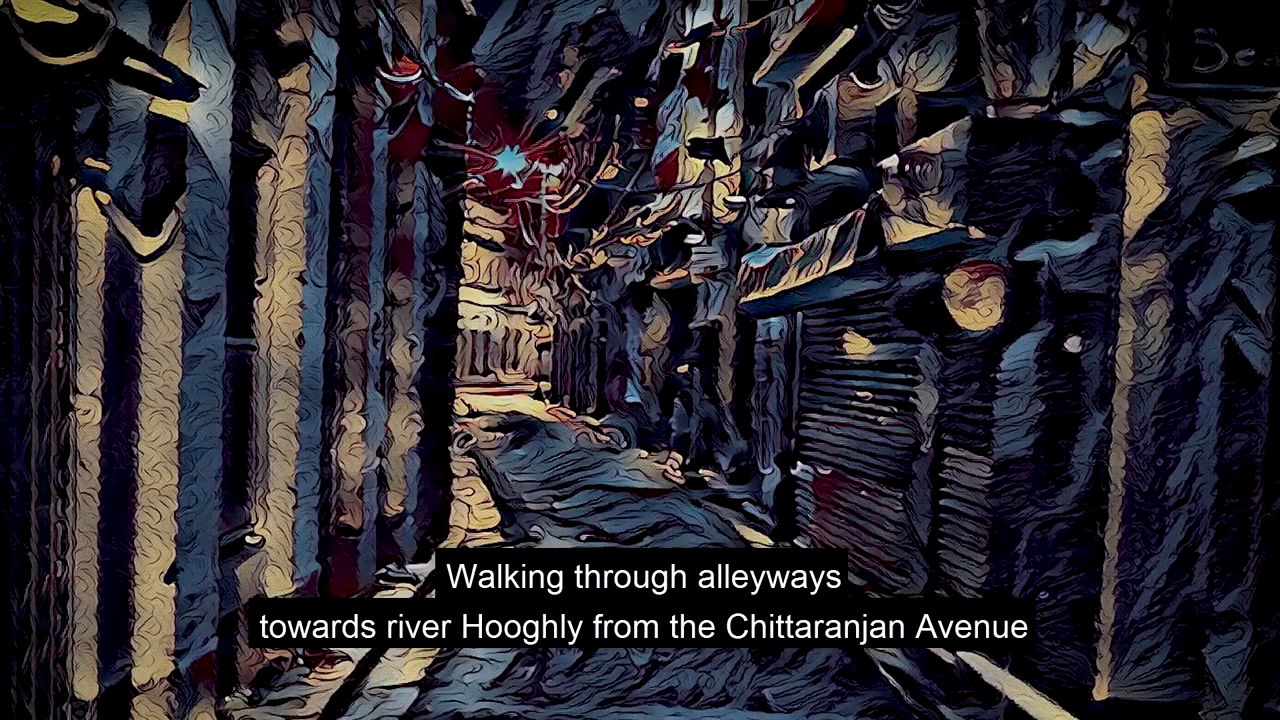 Walking through alleyways
towards river Hooghly from the Chittaranjan Avenue